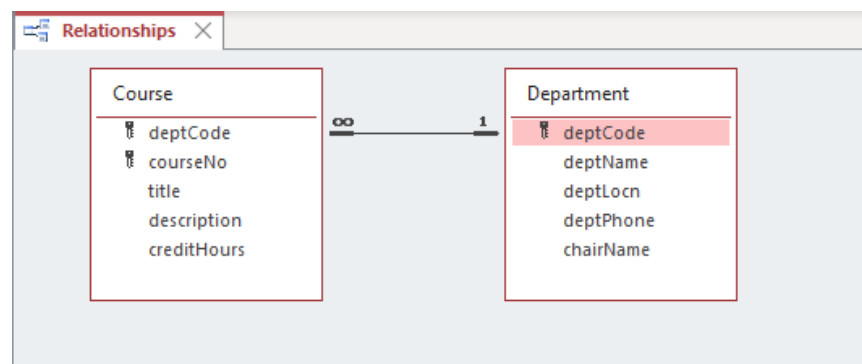 Relationships
Course
deptCode
courseNo
title
description
creditHours
∞
1
Department
deptCode
deptName
deptLocn
deptPhone
chairName